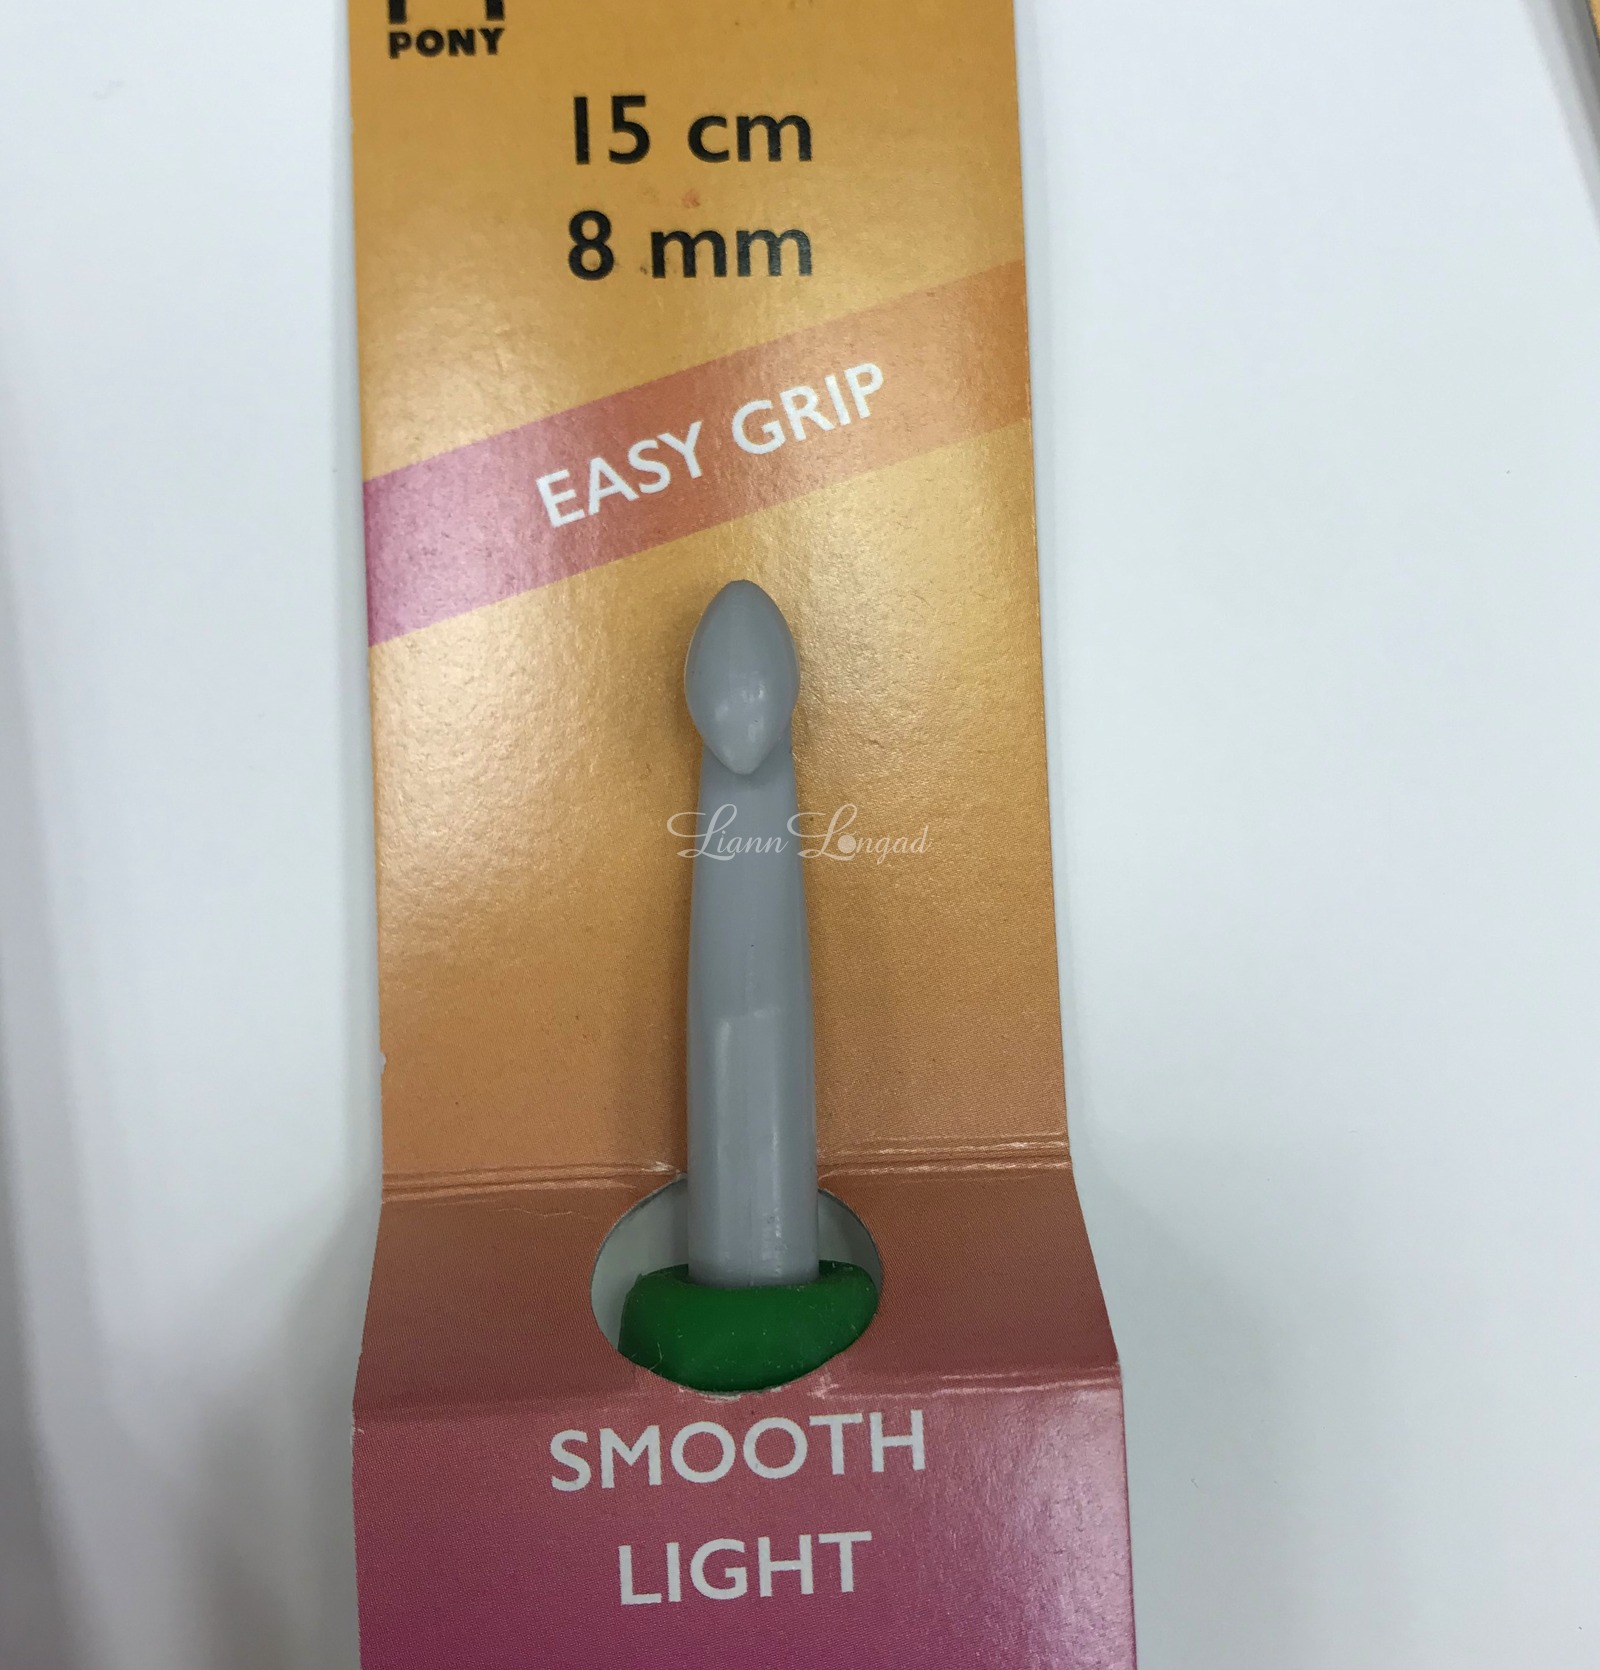 PONY
15 cm
8 mm
EASY GRIP
Liann Longad
SMOOTH
LIGHT